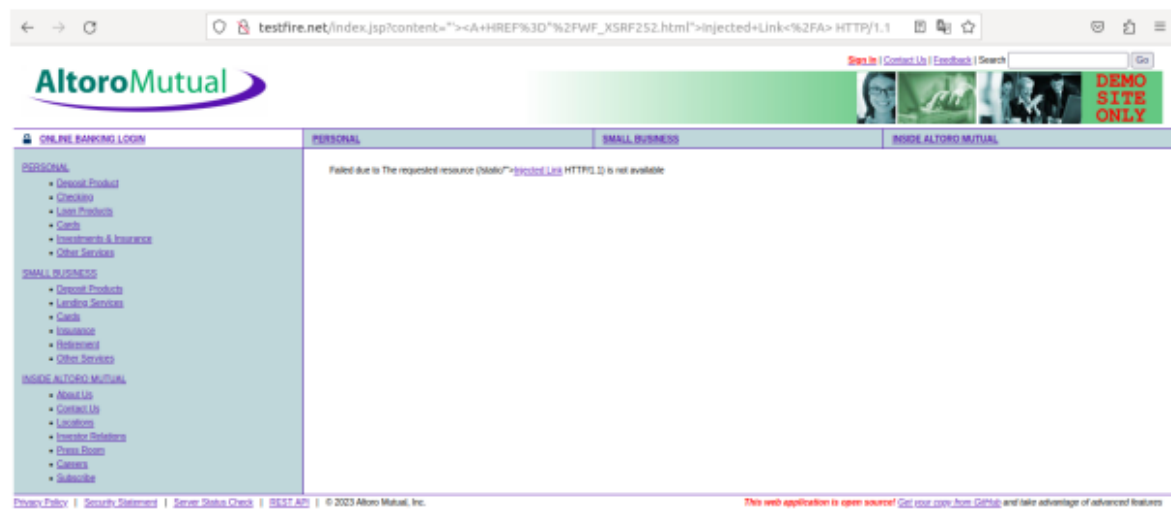 testfire.net/index.jsp?content="'><A+HREF%3D"%2FWF_XSRF252.html">Injected+Link<%2FA> HTTP/1.1
Sign In | Contact Us | Feedback | Search Go
AltoroMutual
DEMO
SITE
ONLY
ONLINE BANKING LOGIN PERSONAL SMALL BUSINESS INSIDE ALTORO MUTUAL
PERSONAL
Deposit Product
Checking
Loan Products
Cards
Investments & Insurance
Other Services
Failed due to The requested resource (/static/"'>Injected Link HTTP/1.1) is not available
SMALL BUSINESS
Deposit Products
Lending Services
Cards
Insurance
Retirement
Other Services
INSIDE ALTORO MUTUAL
About Us
Contact Us
Locations
Investor Relations
Press Room
Careers
Subscribe
Privacy Policy | Security Statement | Server Status Check | REST API | © 2023 Altoro Mutual, Inc. This web application is open source! Get your copy from GitHub and take advantage of advanced features